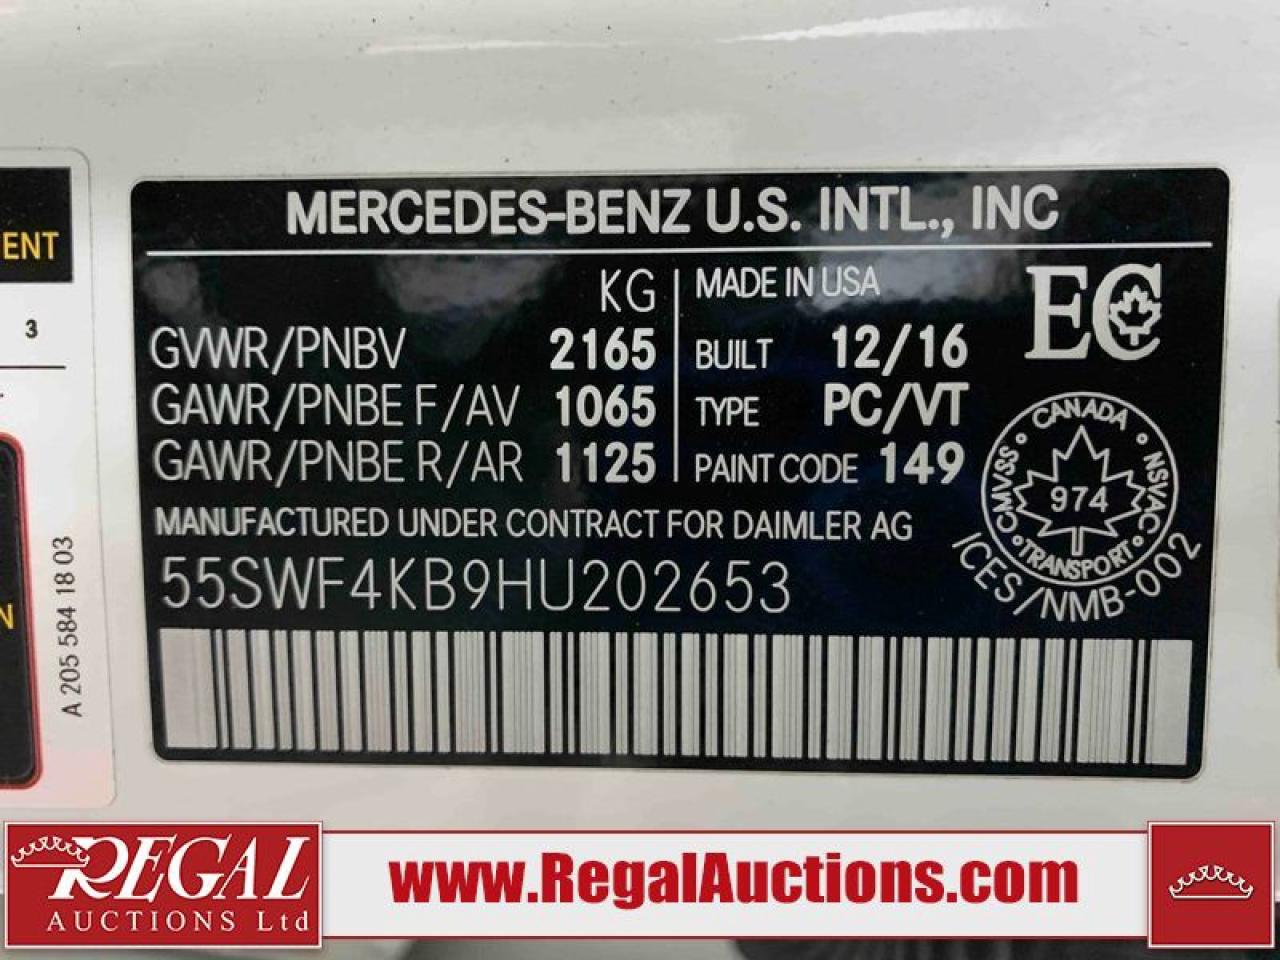 MERCEDES-BENZ U.S. INTL., INC
KG
MADE IN USA
EC
GVWR/PNBV 2165
BUILT 12/16
GAWR/PNBE F/AV 1065
TYPE PC/VT
GAWR/PNBE R/AR 1125
PAINT CODE 149
CANADA
CMVSS
NSVAC
974
TRANSPORT
ICES/NMB-002
MANUFACTURED UNDER CONTRACT FOR DAIMLER AG
55SWF4KB9HU202653
ENT
3
N
A 205 584 18 03
REGAL
AUCTIONS Ltd
www.RegalAuctions.com